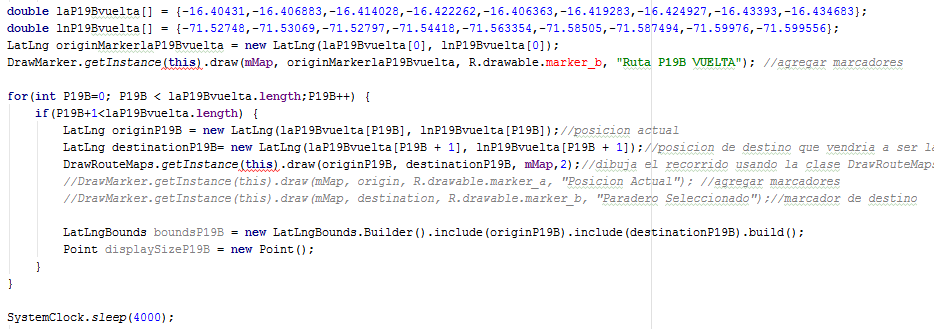 double laP19Bvuelta[] = {-16.40431,-16.406883,-16.414028,-16.422262,-16.406363,-16.419283,-16.424927,-16.43393,-16.434683};
double lnP19Bvuelta[] = {-71.52748,-71.53069,-71.52797,-71.54418,-71.563354,-71.58505,-71.587494,-71.59976,-71.599556};
LatLng originMarkerlaP19Bvuelta = new LatLng(laP19Bvuelta[0], lnP19Bvuelta[0]);
DrawMarker.getInstance(this).draw(mMap, originMarkerlaP19Bvuelta, R.drawable.marker_b, "Ruta P19B VUELTA"); //agregar marcadores
for(int P19B=0; P19B < laP19Bvuelta.length;P19B++) {
if(P19B+1<laP19Bvuelta.length) {
LatLng originP19B = new LatLng(laP19Bvuelta[P19B], lnP19Bvuelta[P19B]);//posicion actual
LatLng destinationP19B= new LatLng(laP19Bvuelta[P19B + 1], lnP19Bvuelta[P19B + 1]);//posicion de destino que vendria a ser la
DrawRouteMaps.getInstance(this).draw(originP19B, destinationP19B, mMap,2);//dibuja el recorrido usando la clase DrawRouteMaps
//DrawMarker.getInstance(this).draw(mMap, origin, R.drawable.marker_a, "Posicion Actual"); //agregar marcadores
//DrawMarker.getInstance(this).draw(mMap, destination, R.drawable.marker_b, "Paradero Seleccionado");//marcador de destino
LatLngBounds boundsP19B = new LatLngBounds.Builder().include(originP19B).include(destinationP19B).build();
Point displaySizeP19B = new Point();
}
}
SystemClock.sleep(4000);